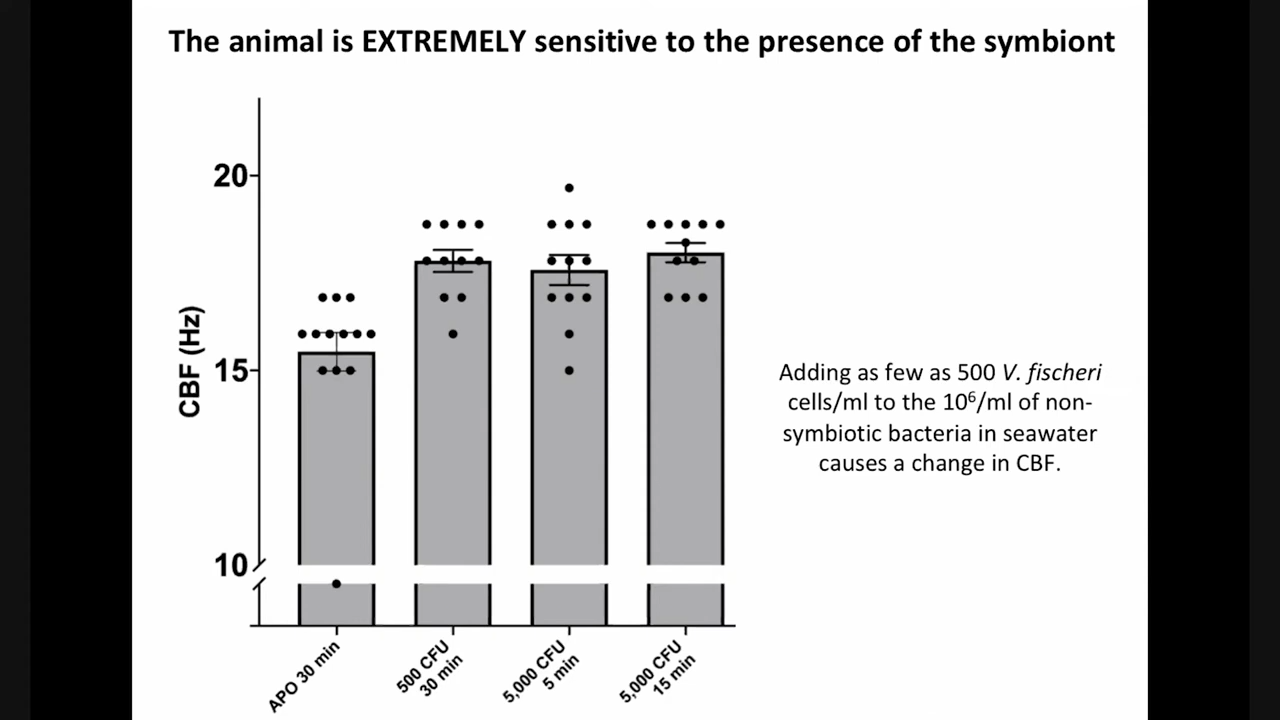 The animal is EXTREMELY sensitive to the presence of the symbiont
20
15
10
CBF (Hz)
Adding as few as 500 V. fischeri
cells/ml to the 10⁶/ml of non-
symbiotic bacteria in seawater
causes a change in CBF.
APO 30 min
500 CFU
30 min
5,000 CFU
5 min
5,000 CFU
15 min